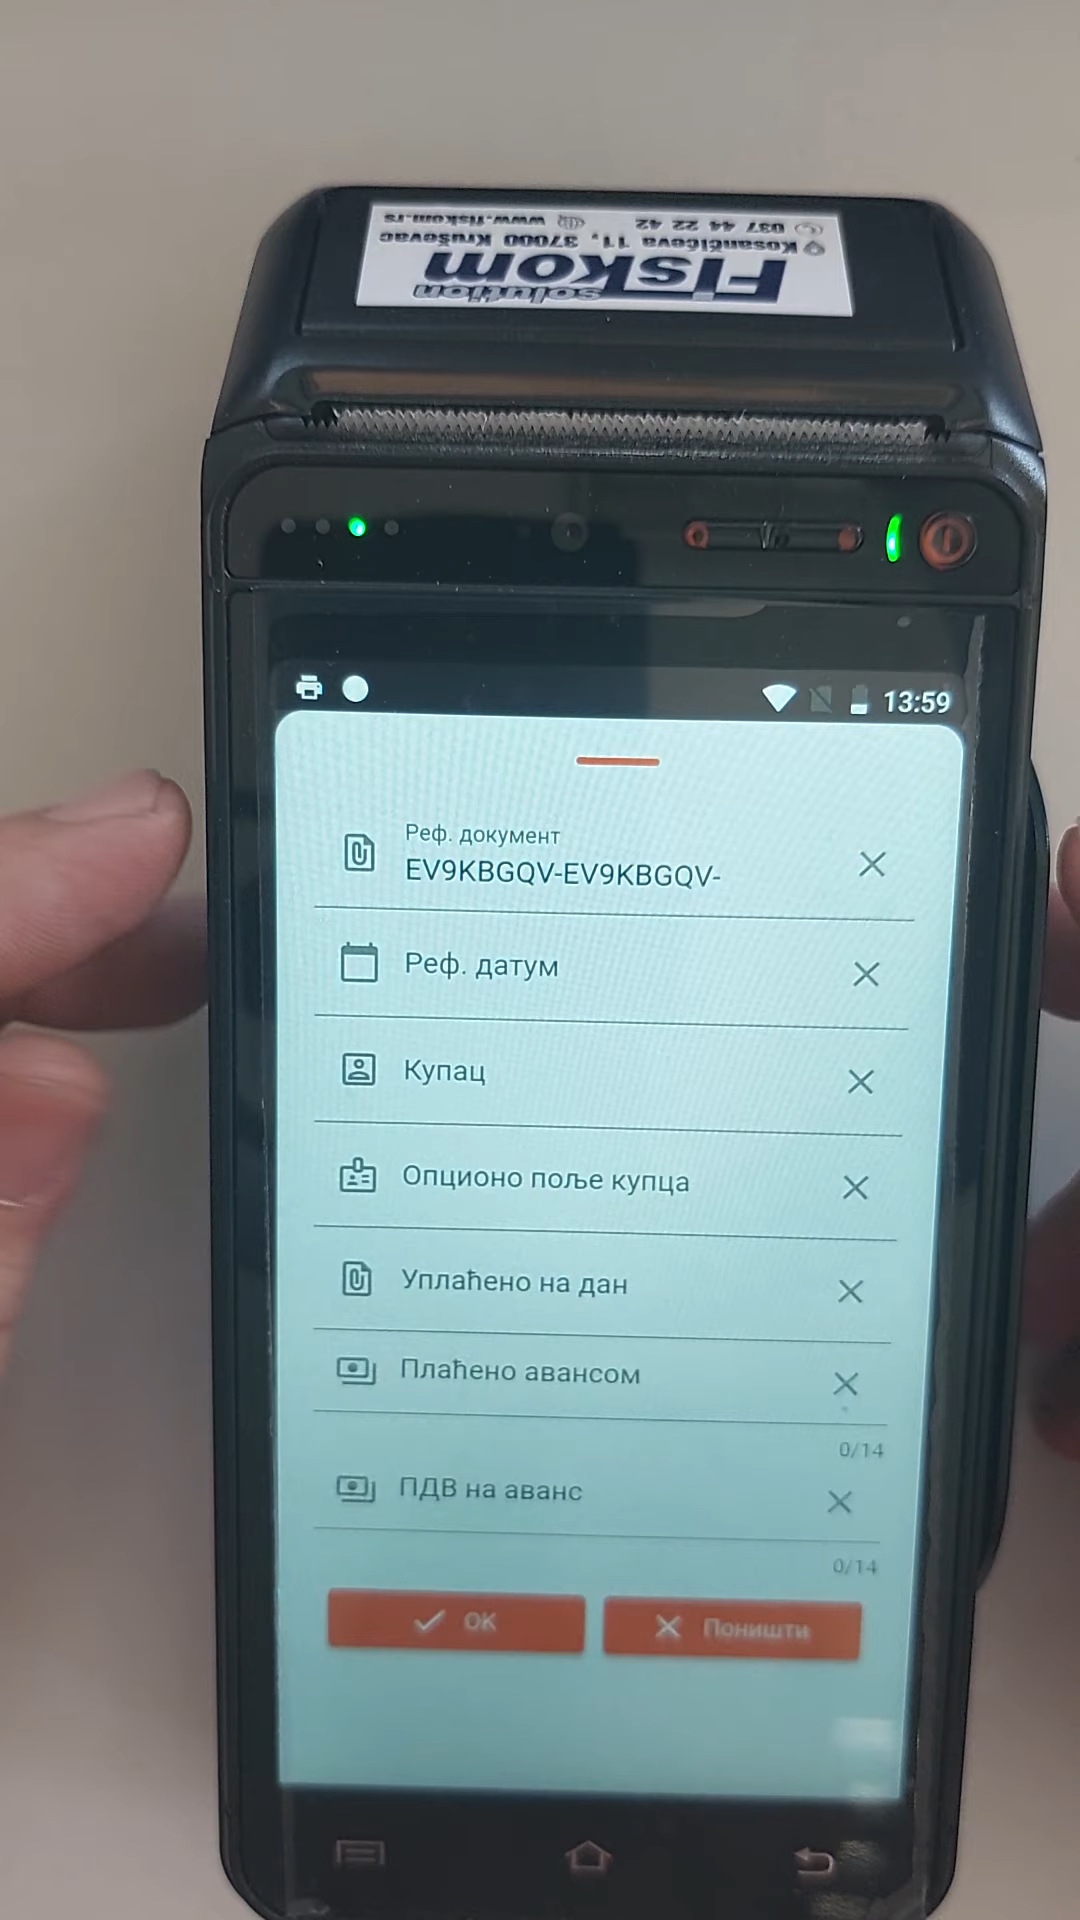 Fiskom
solution
Kosančićeva 11, 37000 Kruševac
037 44 22 42 www.fiskom.rs
13:59
Реф. документ
EV9KBGQV-EV9KBGQV-
Реф. датум
Купац
Опционо поље купца
Уплаћено на дан
Плаћено авансом
0/14
ПДВ на аванс
0/14
ОК Поништи